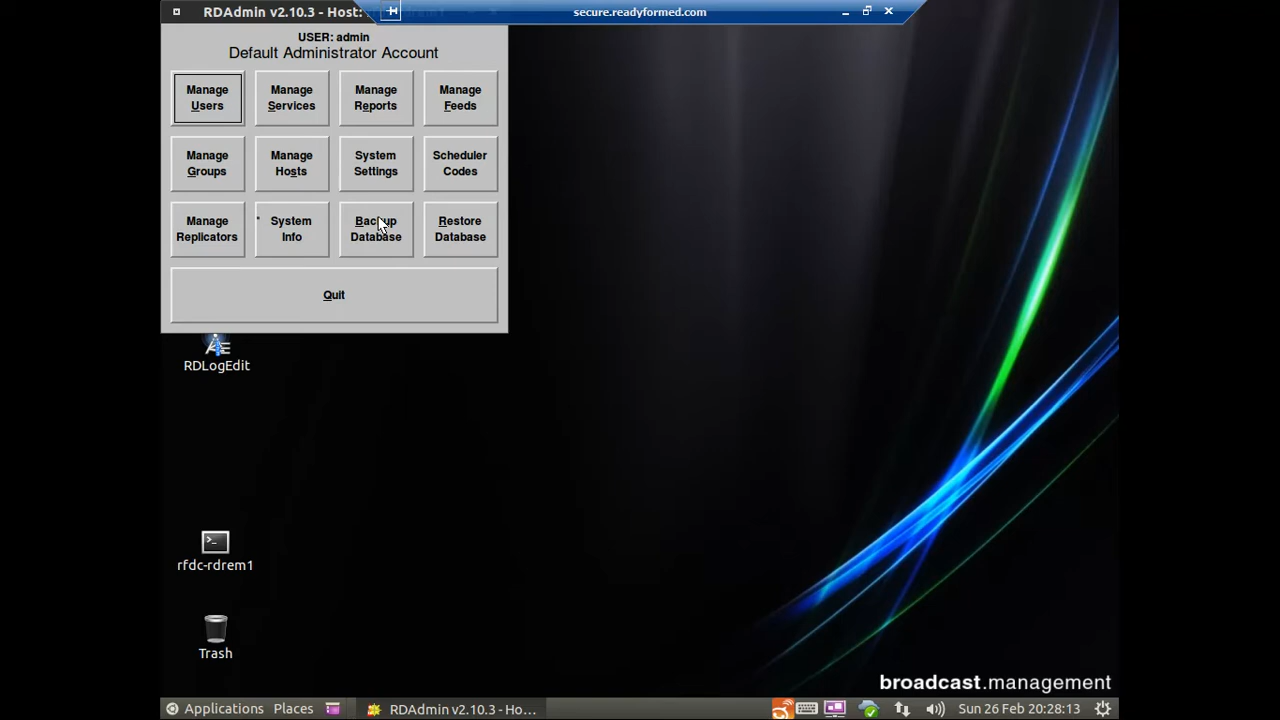 RDAdmin v2.10.3 - Host:
secure.readyformed.com
USER: admin
Default Administrator Account
Manage
Users
Manage
Services
Manage
Reports
Manage
Feeds
Manage
Groups
Manage
Hosts
System
Settings
Scheduler
Codes
Manage
Replicators
System
Info
Backup
Database
Restore
Database
Quit
RDLogEdit
rfdc-rdrem1
Trash
broadcast.management
Applications Places RDAdmin v2.10.3 - Ho... Sun 26 Feb 20:28:13